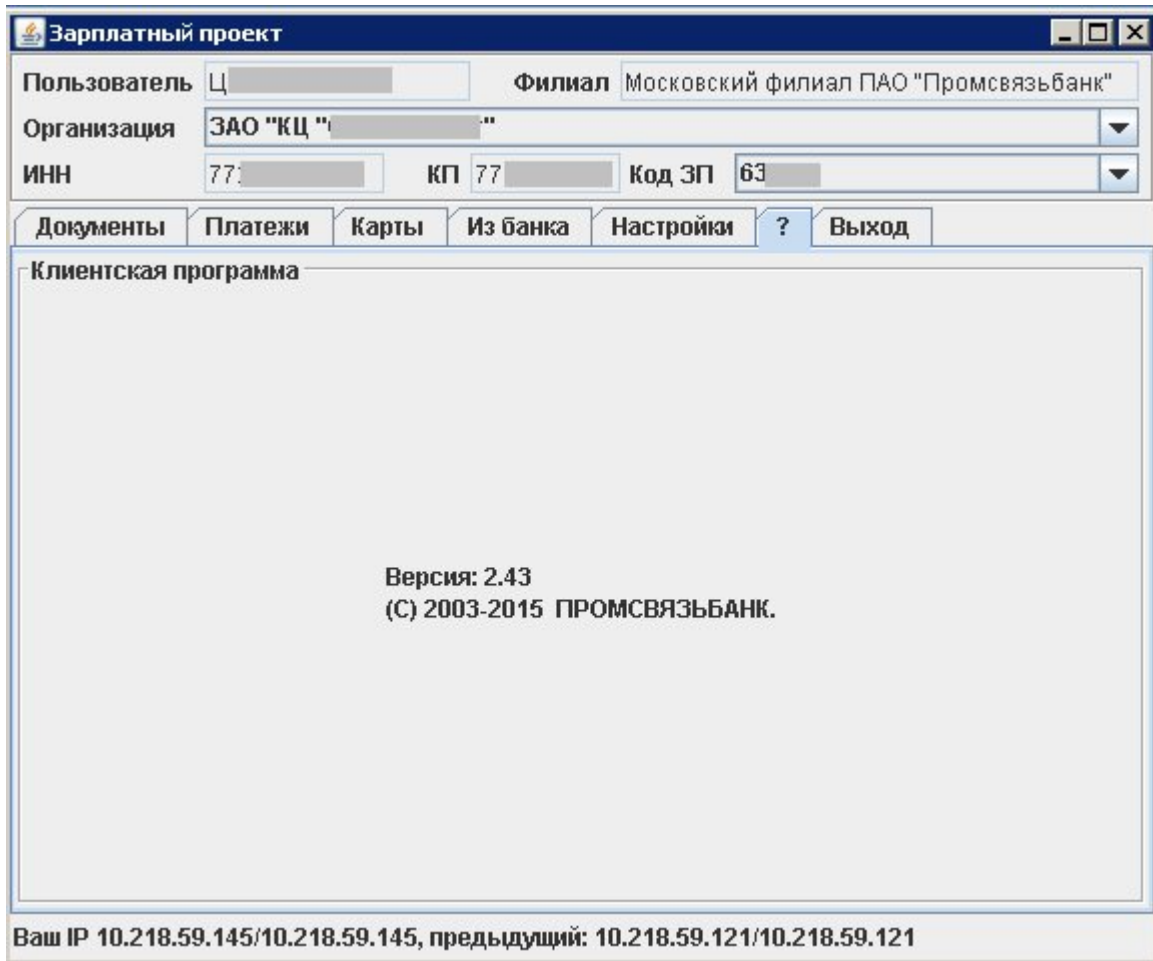 Зарплатный проект
Пользователь Ц Филиал Московский филиал ПАО "Промсвязьбанк"
Организация ЗАО "КЦ " "
ИНН 77 КП 77 Код ЗП 63
Документы Платежи Карты Из банка Настройки ? Выход
Клиентская программа
Версия: 2.43
(C) 2003-2015 ПРОМСВЯЗЬБАНК.
Ваш IP 10.218.59.145/10.218.59.145, предыдущий: 10.218.59.121/10.218.59.121